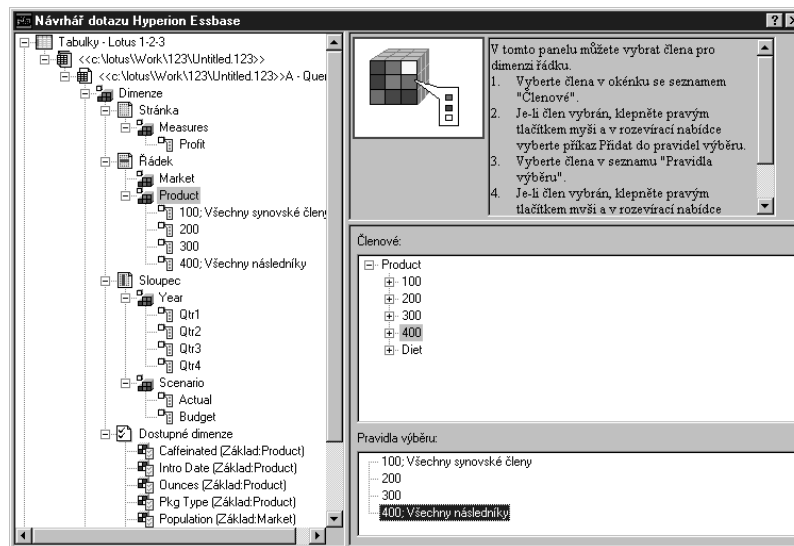 Návrhář dotazu Hyperion Essbase
Tabulky - Lotus 1-2-3
<<c:\lotus\Work\123\Untitled.123>>
<<c:\lotus\Work\123\Untitled.123>>A - Quer
Dimenze
Stránka
Measures
Profit
Řádek
Market
Product
100; Všechny synovské členy
200
300
400; Všechny následníky
Sloupec
Year
Qtr1
Qtr2
Qtr3
Qtr4
Scenario
Actual
Budget
Dostupné dimenze
Caffeinated (Základ:Product)
Intro Date (Základ:Product)
Ounces (Základ:Product)
Pkg Type (Základ:Product)
Population (Základ:Market)
V tomto panelu můžete vybrat člena pro
dimenzi řádku.
1. Vyberte člena v okénku se seznamem
"Členové".
2. Je-li člen vybrán, klepněte pravým
tlačítkem myši a v rozevírací nabídce
vyberte příkaz Přidat do pravidel výběru.
3. Vyberte člena v seznamu "Pravidla
výběru".
4. Je-li člen vybrán, klepněte pravým
tlačítkem myši a v rozevírací nabídce
Členové:
Product
100
200
300
400
Diet
Pravidla výběru:
100; Všechny synovské členy
200
300
400; Všechny následníky